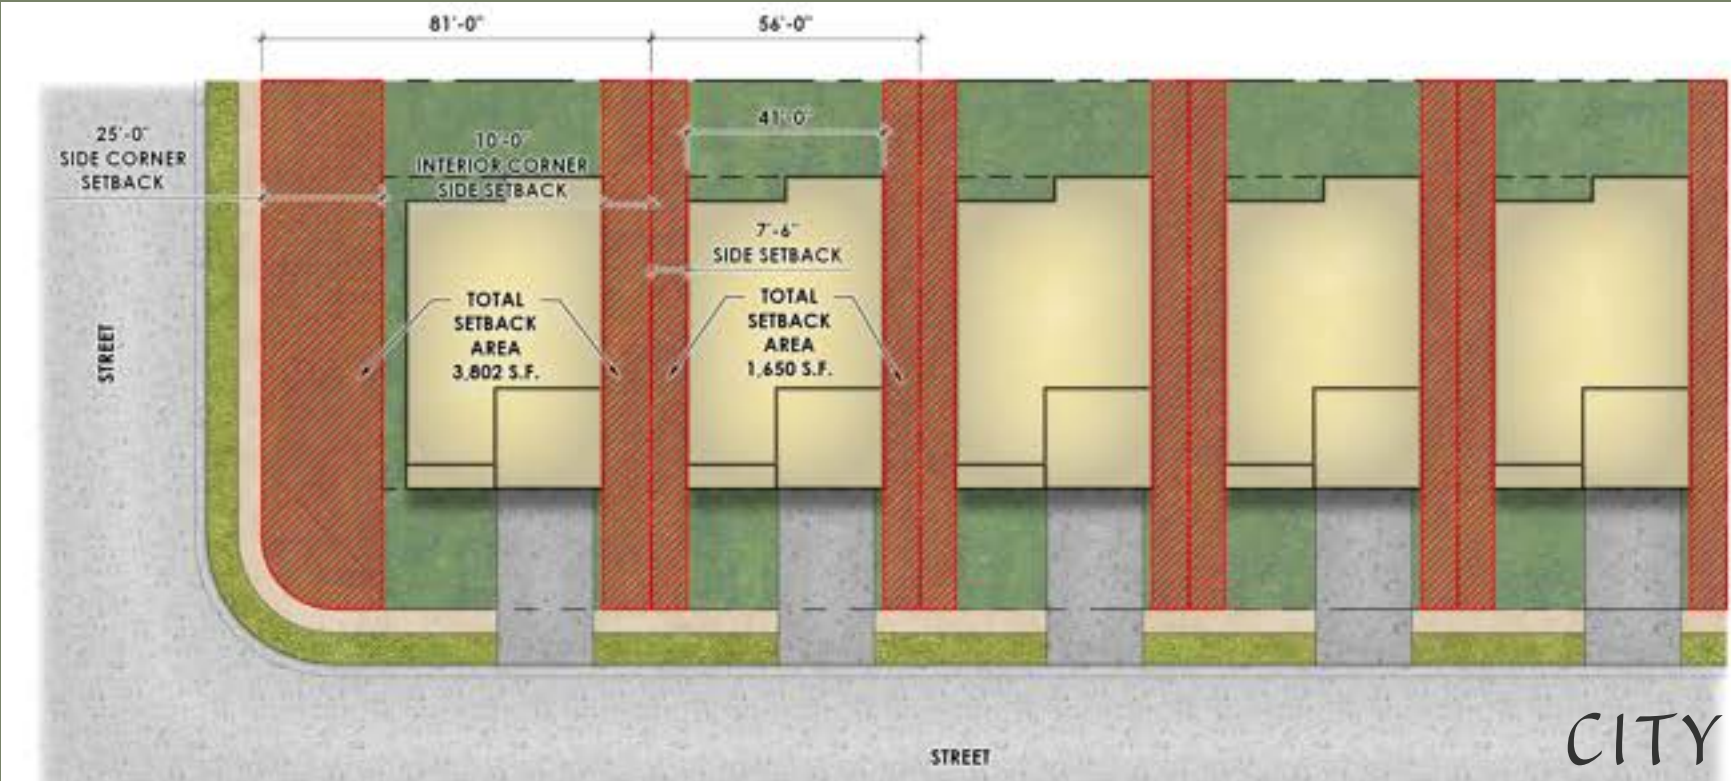 81'-0"
56'-0"
25'-0"
SIDE CORNER
SETBACK
10'-0"
INTERIOR CORNER
SIDE SETBACK
41'-0"
7'-6"
SIDE SETBACK
TOTAL
SETBACK
AREA
3,802 S.F.
TOTAL
SETBACK
AREA
1,650 S.F.
STREET
STREET
CITY